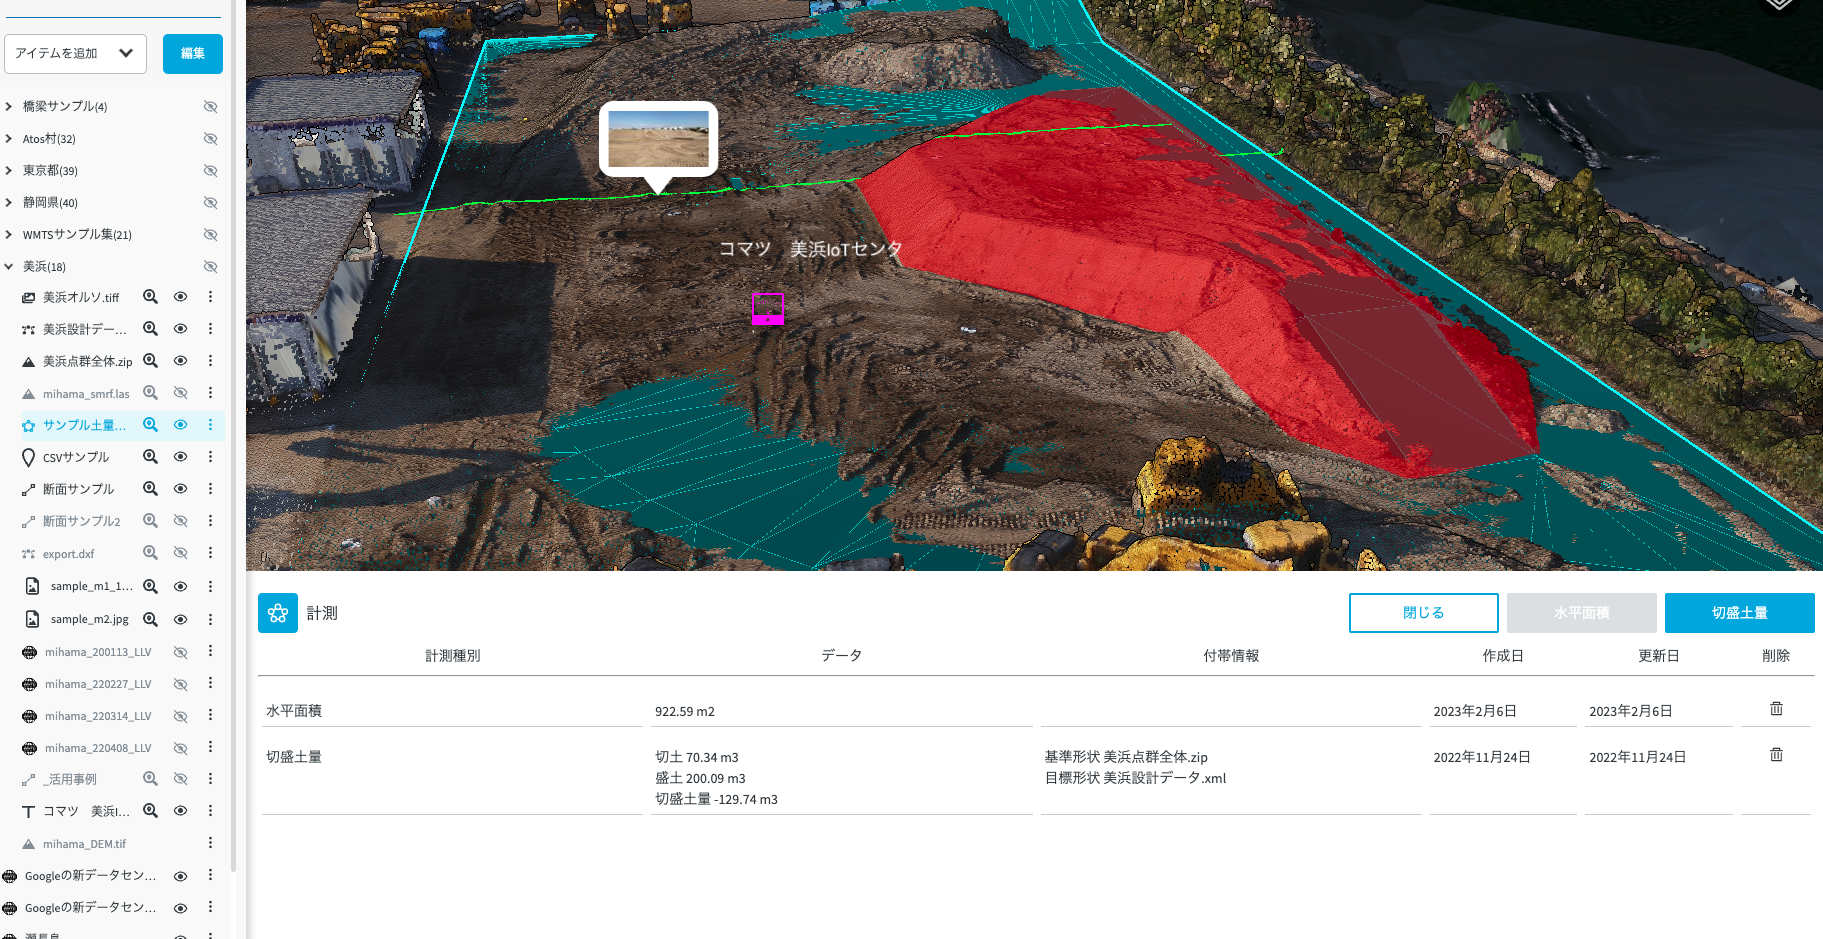 アイテムを追加
編集
橋梁サンプル(4)
Atos村(32)
東京都(39)
静岡県(40)
WMTSサンプル集(21)
美浜(18)
美浜オルソ.tiff
美浜設計デー...
美浜点群全体.zip
mihama_smrf.las
サンプル土量...
CSVサンプル
断面サンプル
断面サンプル2
export.dxf
sample_m1_1...
sample_m2.jpg
mihama_200113_LLV
mihama_220227_LLV
mihama_220314_LLV
mihama_220408_LLV
_活用事例
コマツ　美浜I...
mihama_DEM.tif
Googleの新データセン...
Googleの新データセン...
コマツ　美浜IoTセンタ
計測
閉じる
水平面積
切盛土量
計測種別 データ 付帯情報 作成日 更新日 削除
水平面積 922.59 m2 2023年2月6日 2023年2月6日
切盛土量 切土 70.34 m3 基準形状 美浜点群全体.zip 2022年11月24日 2022年11月24日
盛土 200.09 m3 目標形状 美浜設計データ.xml
切盛土量 -129.74 m3